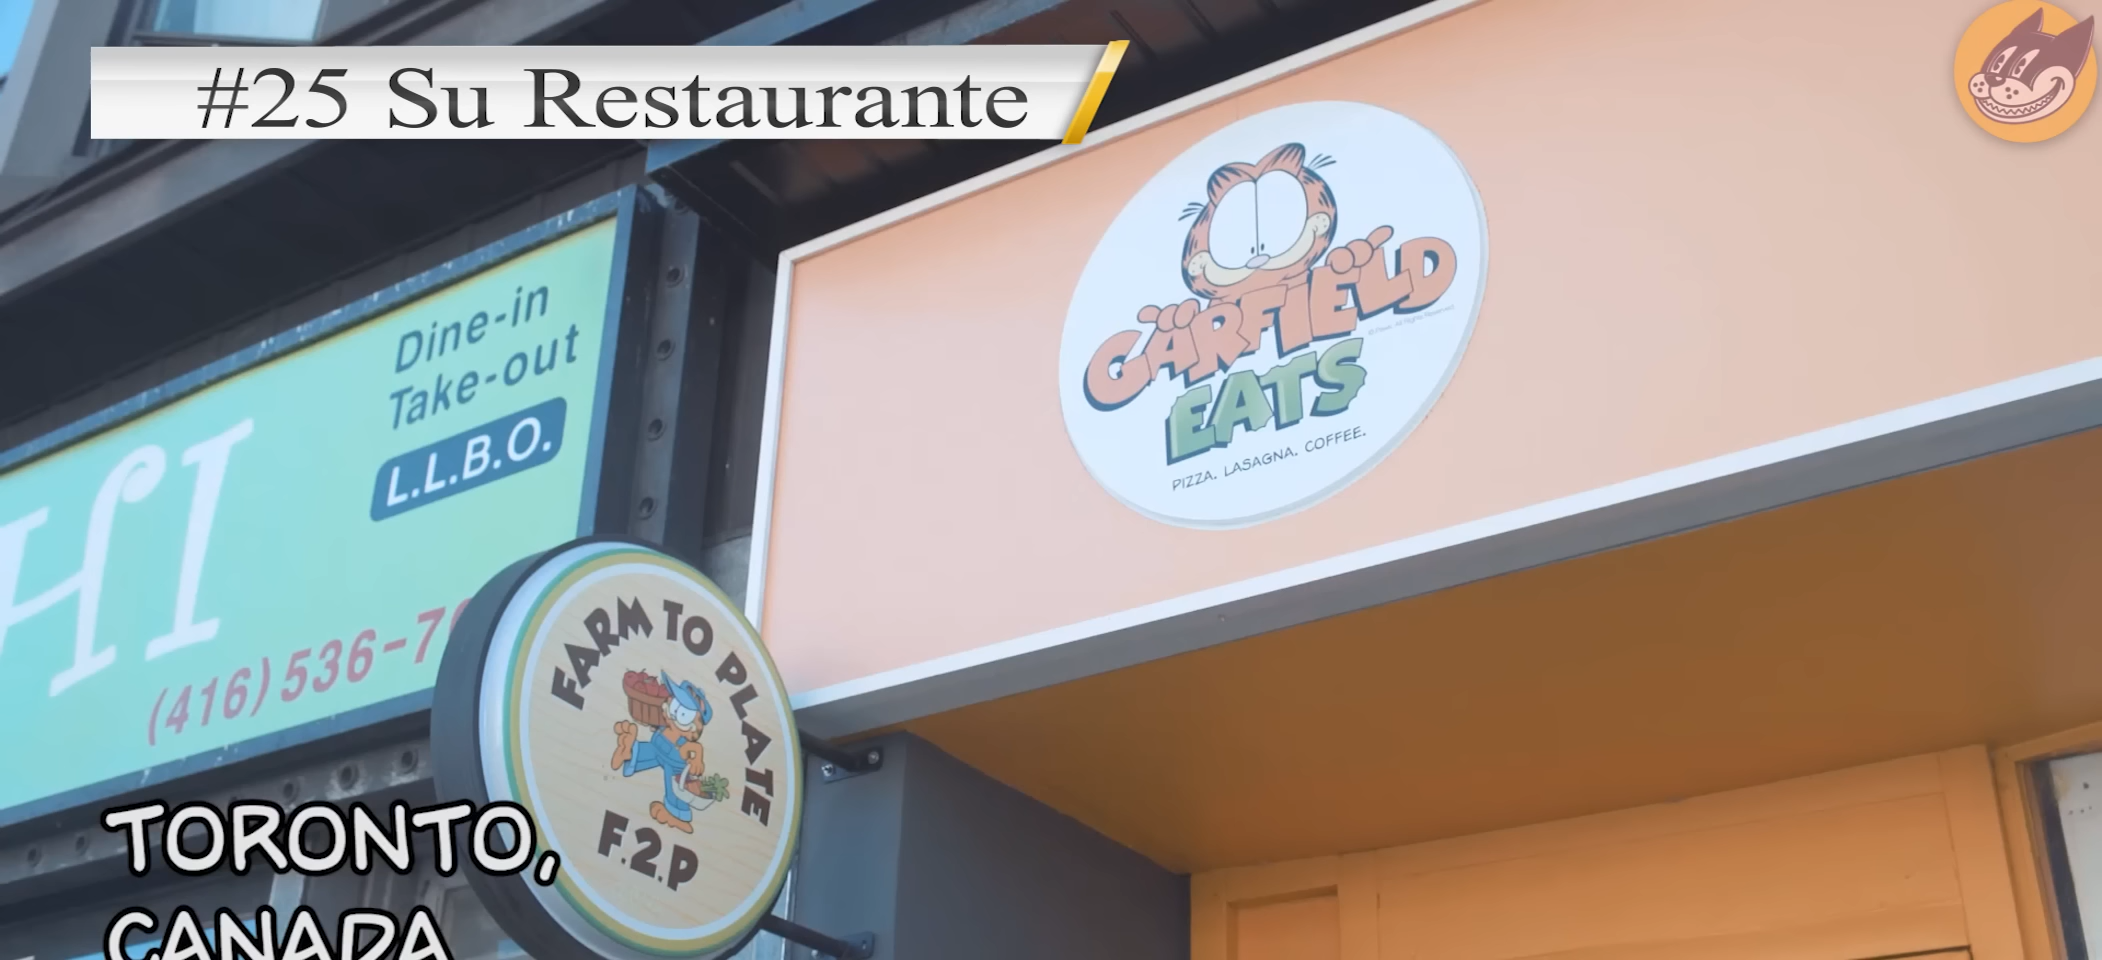 #25 Su Restaurante
GARFIELD
EATS
PIZZA. LASAGNA. COFFEE.
Dine-in
Take-out
L.L.B.O.
HI
(416) 536-7
FARM TO PLATE
F.2.P
TORONTO,
CANADA